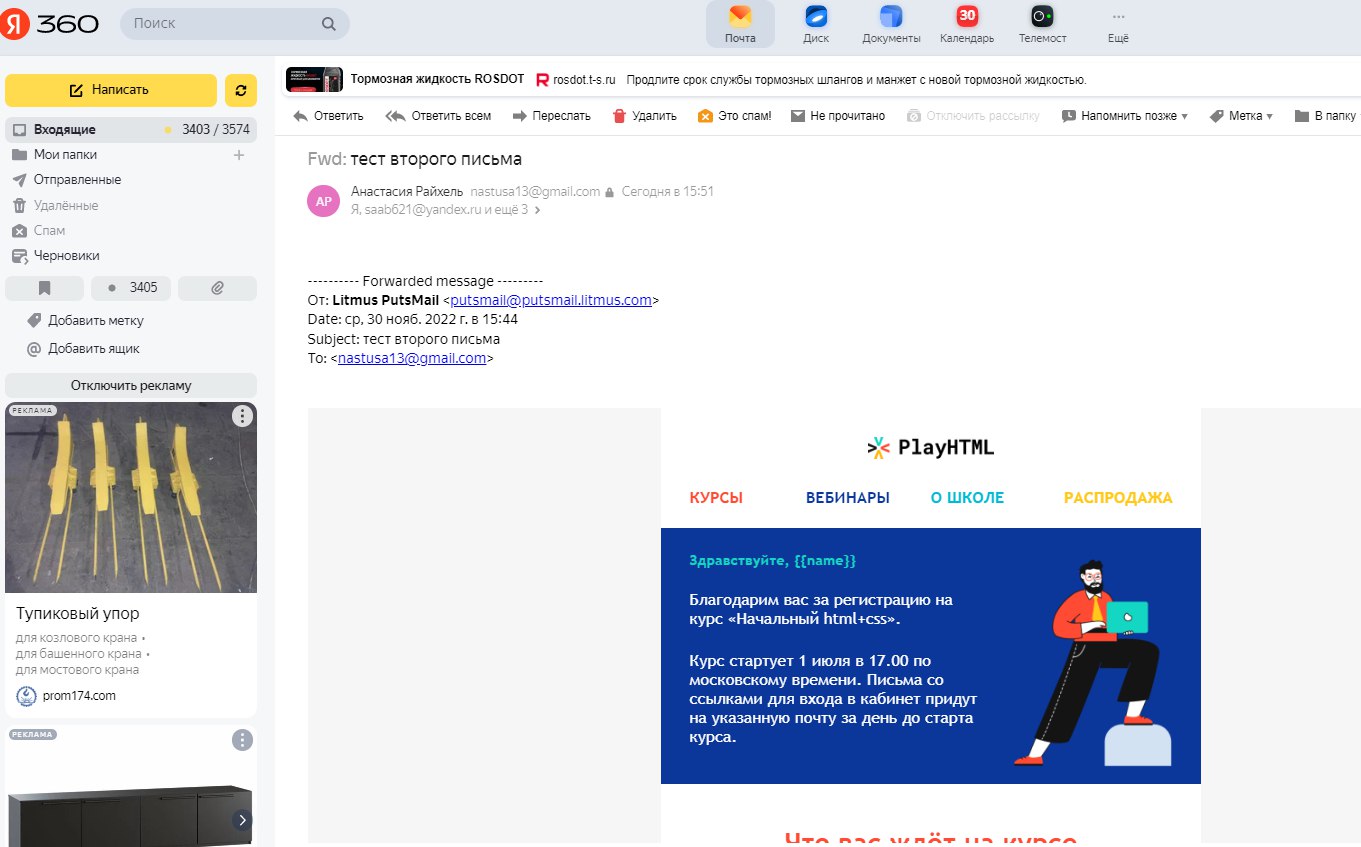 Я 360
Поиск
Почта
Диск
Документы
30
Календарь
Телемост
Ещё
Написать
Входящие 3403 / 3574
Мои папки
Отправленные
Удалённые
Спам
Черновики
3405
Добавить метку
Добавить ящик
Отключить рекламу
РЕКЛАМА
Тупиковый упор
для козлового крана •
для башенного крана •
для мостового крана
prom174.com
РЕКЛАМА
Тормозная жидкость ROSDOT R rosdot.t-s.ru Продлите срок службы тормозных шлангов и манжет с новой тормозной жидкостью.
Ответить Ответить всем Переслать Удалить Это спам! Не прочитано Отключить рассылку Напомнить позже Метка В папку
Fwd: тест второго письма
АР
Анастасия Райхель nastusa13@gmail.com Сегодня в 15:51
Я, saab621@yandex.ru и ещё 3
---------- Forwarded message ---------
От: Litmus PutsMail <putsmail@putsmail.litmus.com>
Date: ср, 30 нояб. 2022 г. в 15:44
Subject: тест второго письма
To: <nastusa13@gmail.com>
PlayHTML
КУРСЫ ВЕБИНАРЫ О ШКОЛЕ РАСПРОДАЖА
Здравствуйте, {{name}}
Благодарим вас за регистрацию на
курс «Начальный html+css».
Курс стартует 1 июля в 17.00 по
московскому времени. Письма со
ссылками для входа в кабинет придут
на указанную почту за день до старта
курса.
Что вас ждёт на курсе